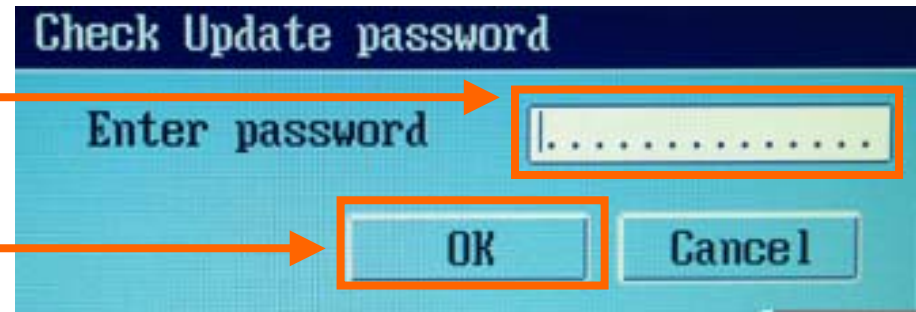 Check Update password
Enter password
..............
OK Cancel